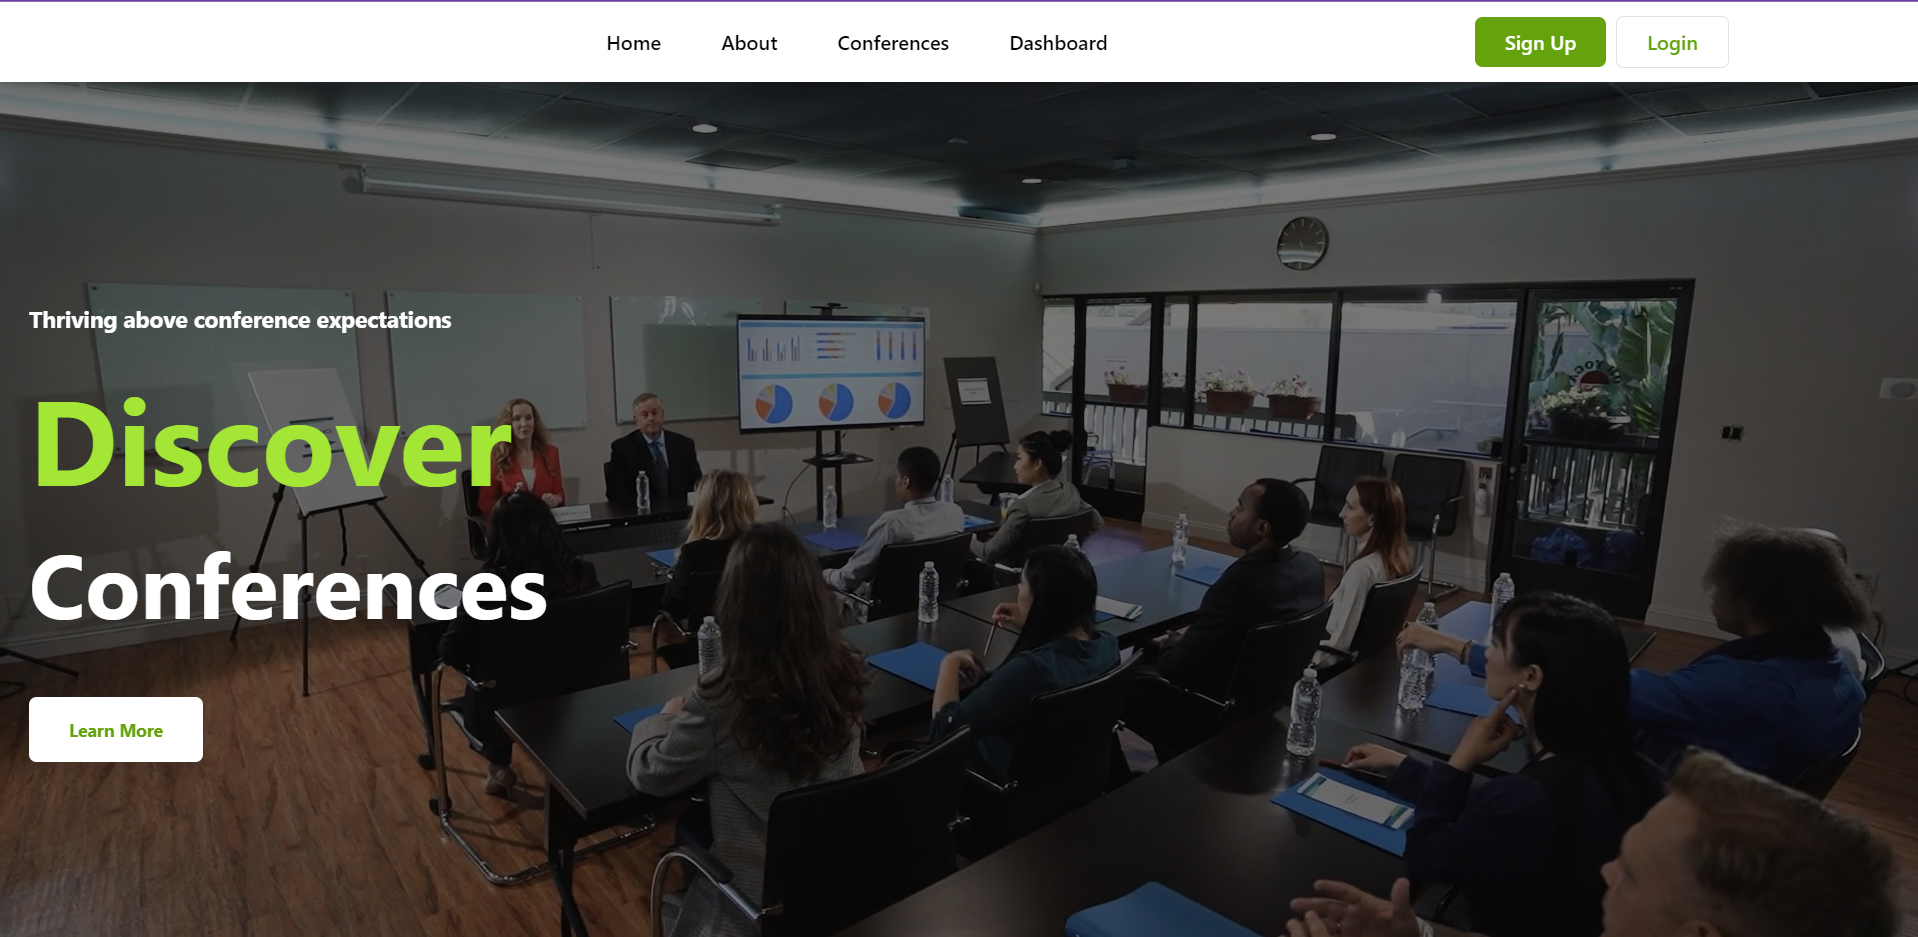 Home About Conferences Dashboard Sign Up Login
Thriving above conference expectations
Discover
Conferences
Learn More